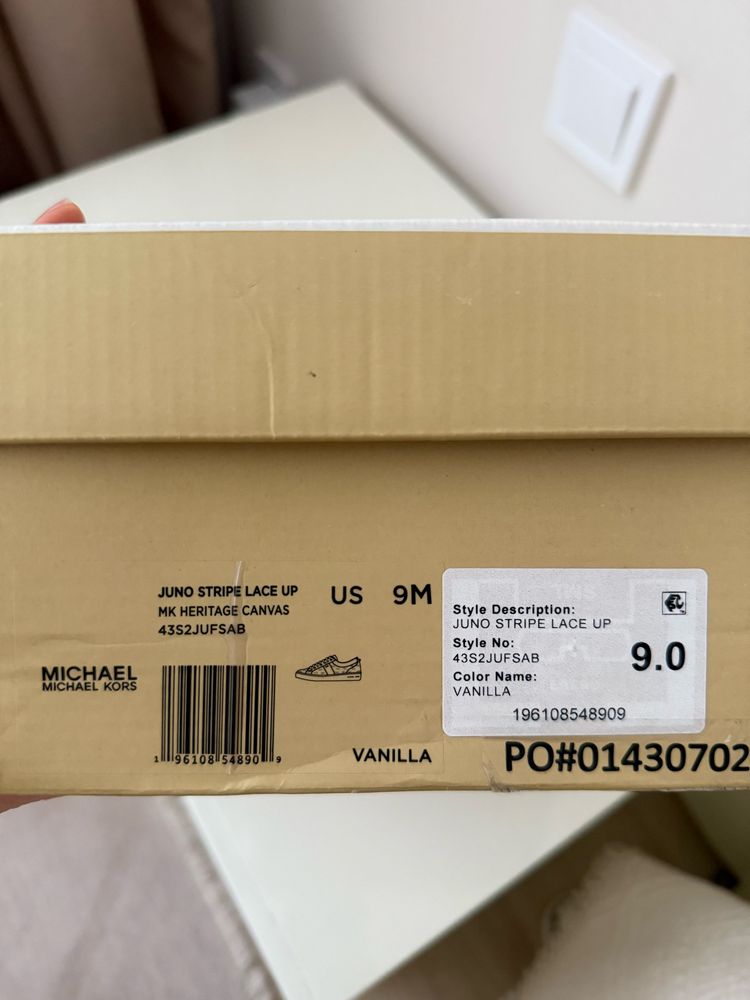 JUNO STRIPE LACE UP
MK HERITAGE CANVAS
43S2JUFSAB
US 9M
MICHAEL
MICHAEL KORS
1 96108 54890 9
VANILLA
Style Description:
JUNO STRIPE LACE UP
Style No:
43S2JUFSAB
9.0
Color Name:
VANILLA
196108548909
PO#01430702